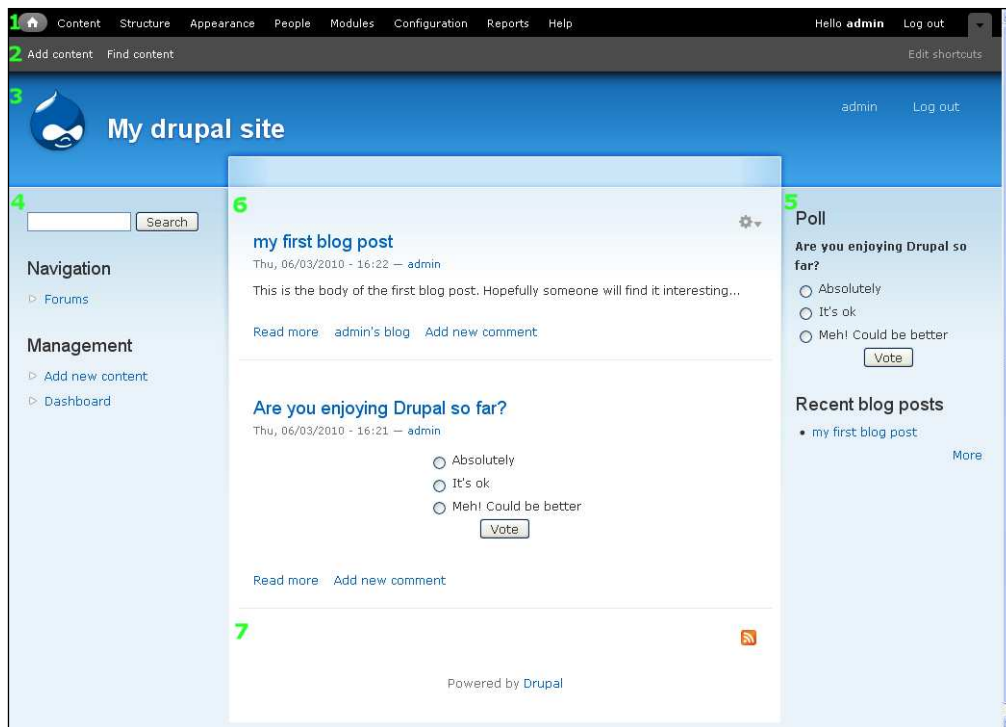 1 Content Structure Appearance People Modules Configuration Reports Help Hello admin Log out
2 Add content Find content Edit shortcuts
3
admin Log out
My drupal site
4
Search
Navigation
Forums
Management
Add new content
Dashboard
6
my first blog post
Thu, 06/03/2010 - 16:22 — admin
This is the body of the first blog post. Hopefully someone will find it interesting...
Read more admin's blog Add new comment
Are you enjoying Drupal so far?
Thu, 06/03/2010 - 16:21 — admin
Absolutely
It's ok
Meh! Could be better
Vote
Read more Add new comment
7
Powered by Drupal
5
Poll
Are you enjoying Drupal so
far?
Absolutely
It's ok
Meh! Could be better
Vote
Recent blog posts
my first blog post
More